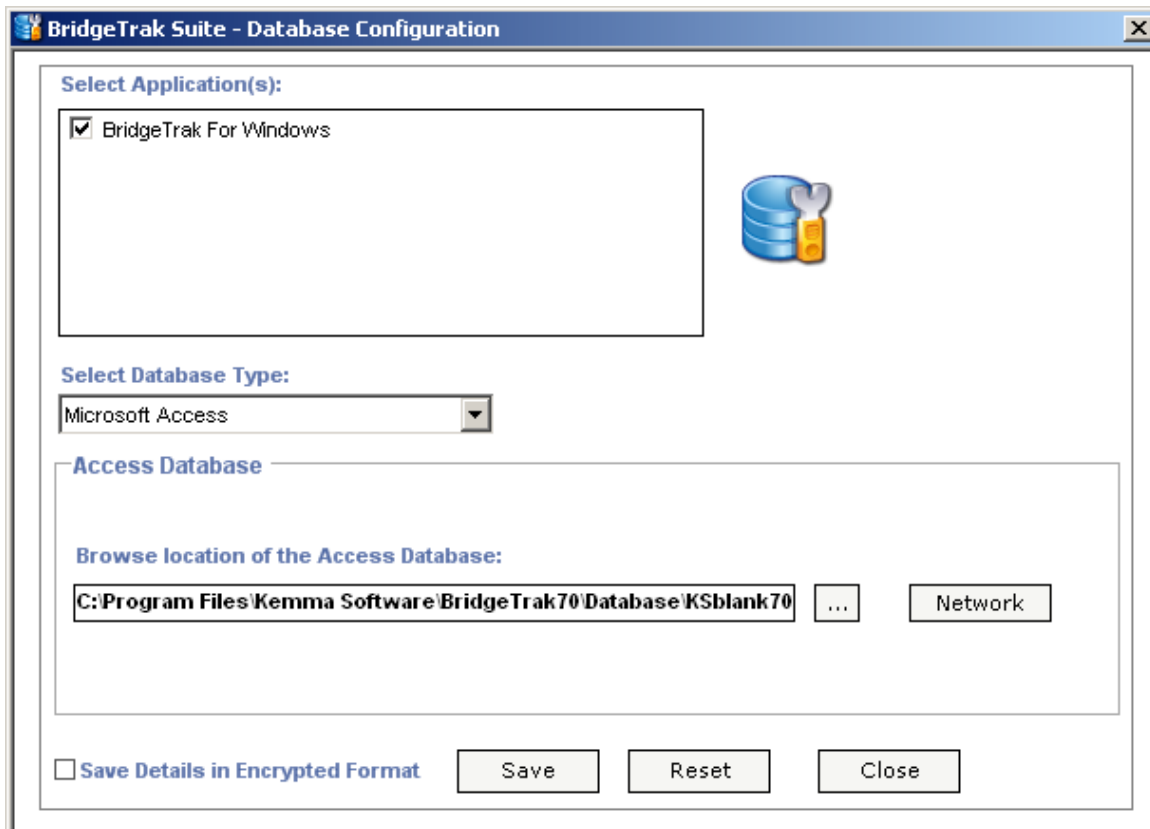 BridgeTrak Suite - Database Configuration
Select Application(s):
BridgeTrak For Windows
Select Database Type:
Microsoft Access
Access Database
Browse location of the Access Database:
C:\Program Files\Kemma Software\BridgeTrak70\Database\KSblank70 ... Network
Save Details in Encrypted Format Save Reset Close